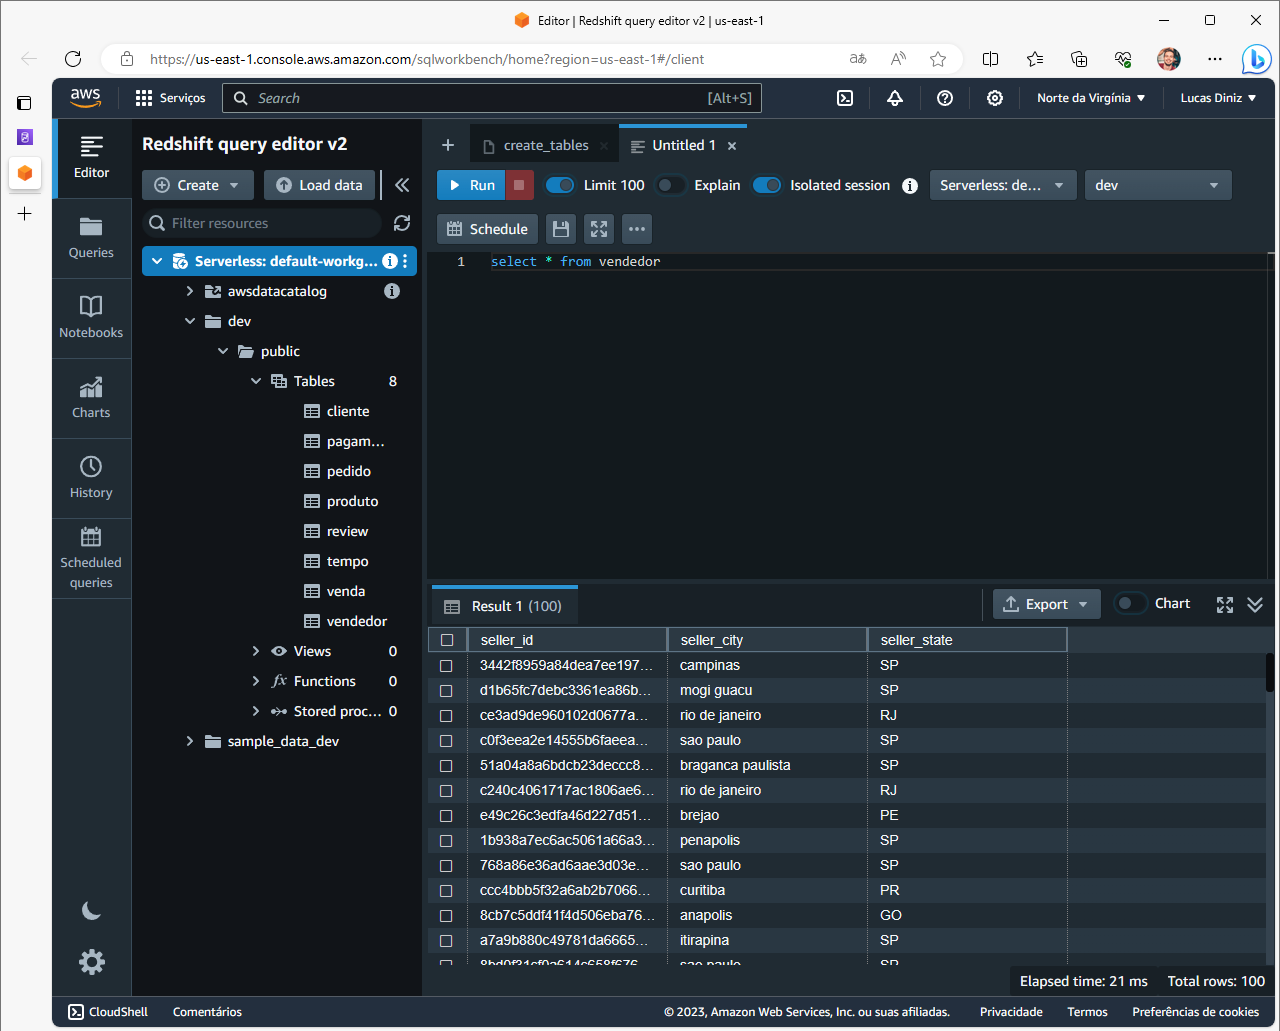 Editor | Redshift query editor v2 | us-east-1
https://us-east-1.console.aws.amazon.com/sqlworkbench/home?region=us-east-1#/client
aws
Serviços
Search
[Alt+S]
Norte da Virgínia
Lucas Diniz
Editor
Queries
Notebooks
Charts
History
Scheduled
queries
Redshift query editor v2
Create
Load data
Filter resources
Serverless: default-workg...
awsdatacatalog
dev
public
Tables 8
cliente
pagam...
pedido
produto
review
tempo
venda
vendedor
Views 0
Functions 0
Stored proc... 0
sample_data_dev
create_tables
Untitled 1
Run
Limit 100
Explain
Isolated session
Serverless: de...
dev
Schedule
1 select * from vendedor
Result 1 (100)
Export
Chart
seller_id seller_city seller_state
3442f8959a84dea7ee197... campinas SP
d1b65fc7debc3361ea86b... mogi guacu SP
ce3ad9de960102d0677a... rio de janeiro RJ
c0f3eea2e14555b6faeea... sao paulo SP
51a04a8a6bdcb23deccc8... braganca paulista SP
c240c4061717ac1806ae6... rio de janeiro RJ
e49c26c3edfa46d227d51... brejao PE
1b938a7ec6ac5061a66a3... penapolis SP
768a86e36ad6aae3d03e... sao paulo SP
ccc4bbb5f32a6ab2b7066... curitiba PR
8cb7c5ddf41f4d506eba76... anapolis GO
a7a9b880c49781da6665... itirapina SP
sao paulo SP
Elapsed time: 21 ms Total rows: 100
CloudShell
Comentários
© 2023, Amazon Web Services, Inc. ou suas afiliadas.
Privacidade
Termos
Preferências de cookies